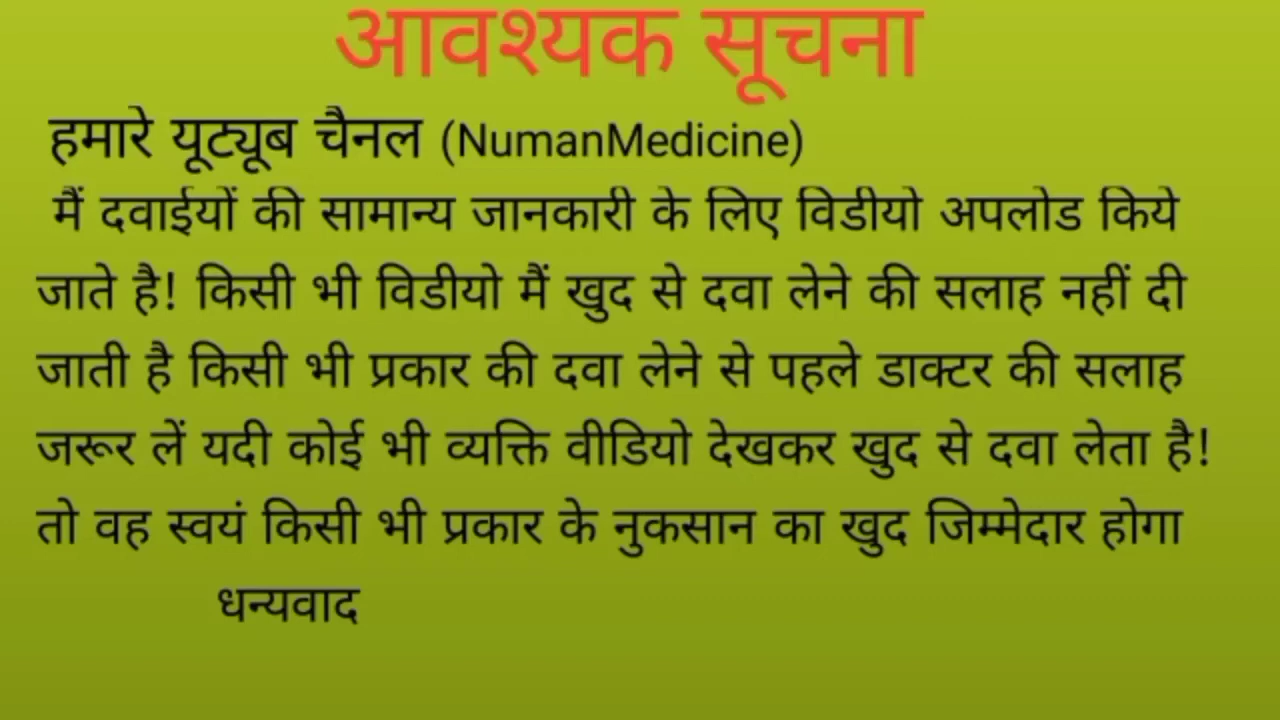 आवश्यक सूचना
हमारे यूट्यूब चैनल (NumanMedicine)
मैं दवाईयों की सामान्य जानकारी के लिए विडीयो अपलोड किये
जाते है! किसी भी विडीयो मैं खुद से दवा लेने की सलाह नहीं दी
जाती है किसी भी प्रकार की दवा लेने से पहले डाक्टर की सलाह
जरूर लें यदी कोई भी व्यक्ति वीडियो देखकर खुद से दवा लेता है!
तो वह स्वयं किसी भी प्रकार के नुकसान का खुद जिम्मेदार होगा
धन्यवाद